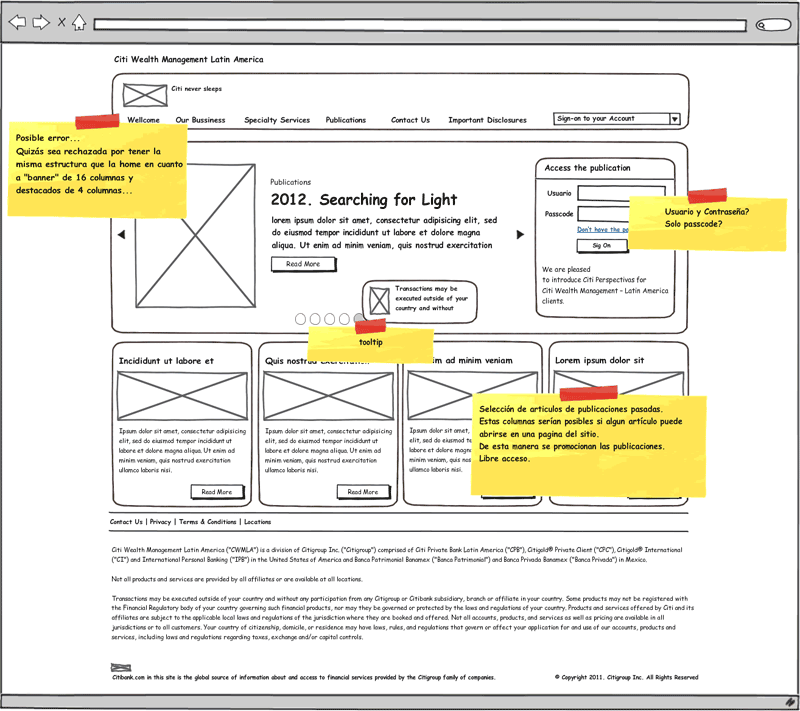 Citi Wealth Management Latin America
Citi never sleeps
Wellcome Our Bussiness Specialty Services Publications Contact Us Important Disclosures Sign-on to your Account
Posible error...
Quizás sea rechazada por tener la
misma estructura que la home en cuanto
a "banner" de 16 columnas y
destacados de 4 columnas...
Publications
2012. Searching for Light
lorem ipsum dolor sit amet, consectetur adipisicing elit, sed
do eiusmod tempor incididunt ut labore et dolore magna
aliqua. Ut enim ad minim veniam, quis nostrud exercitation
Read More
Transactions may be
executed outside of your
country and without
tooltip
Access the publication
Usuario
Passcode
Don't have the pa
Sig On
Usuario y Contraseña?
Solo passcode?
We are pleased
to introduce Citi Perspectivas for
Citi Wealth Management – Latin America
clients.
Incididunt ut labore et
Ipsum dolor sit amet, consectetur adipisicing
elit, sed do eiusmod tempor incididunt ut
labore et dolore magna aliqua. Ut enim ad
minim veniam, quis nostrud exercitation
ullamco laboris nisi.
Read More
Quis nostrud exercitation
Ipsum dolor sit amet, consectetur adipisicing
elit, sed do eiusmod tempor incididunt ut
labore et dolore magna aliqua. Ut enim ad
minim veniam, quis nostrud exercitation
ullamco laboris nisi.
Read More
im ad minim veniam
Ipsum dolor sit
elit, sed do eiusmod
labore et dolore magna
minim veniam, quis
ullamco laboris nisi.
Lorem ipsum dolor sit
Selección de articulos de publicaciones pasadas.
Estas columnas serían posibles si algun artículo puede
abrirse en una pagina del sitio.
De esta manera se promocionan las publicaciones.
Libre acceso.
Contact Us | Privacy | Terms & Conditions | Locations
Citi Wealth Management Latin America ("CWMLA") is a division of Citigroup Inc. ("Citigroup") comprised of Citi Private Bank Latin America ("CPB"), Citigold® Private Client ("CPC"), Citigold® International
("CI") and International Personal Banking ("IPB") in the United States of America and Banca Patrimonial Banamex ("Banca Patrimonial") and Banca Privada Banamex ("Banca Privada") in Mexico.
Not all products and services are provided by all affiliates or are available at all locations.
Transactions may be executed outside of your country and without any participation from any Citigroup or Citibank subsidiary, branch or affiliate in your country. Some products may not be registered with
the Financial Regulatory body of your country governing such financial products, nor may they be governed or protected by the laws and regulations of your country. Products and services offered by Citi and its
affiliates are subject to the applicable local laws and regulations of the jurisdiction where they are booked and offered. Not all accounts, products, and services as well as pricing are available in all
jurisdictions or to all customers. Your country of citizenship, domicile, or residence may have laws, rules, and regulations that govern or affect your application for and use of our accounts, products and
services, including laws and regulations regarding taxes, exchange and/or capital controls.
Citibank.com in this site is the global source of information about and access to financial services provided by the Citigroup family of companies.
© Copyright 2011. Citigroup Inc. All Rights Reserved